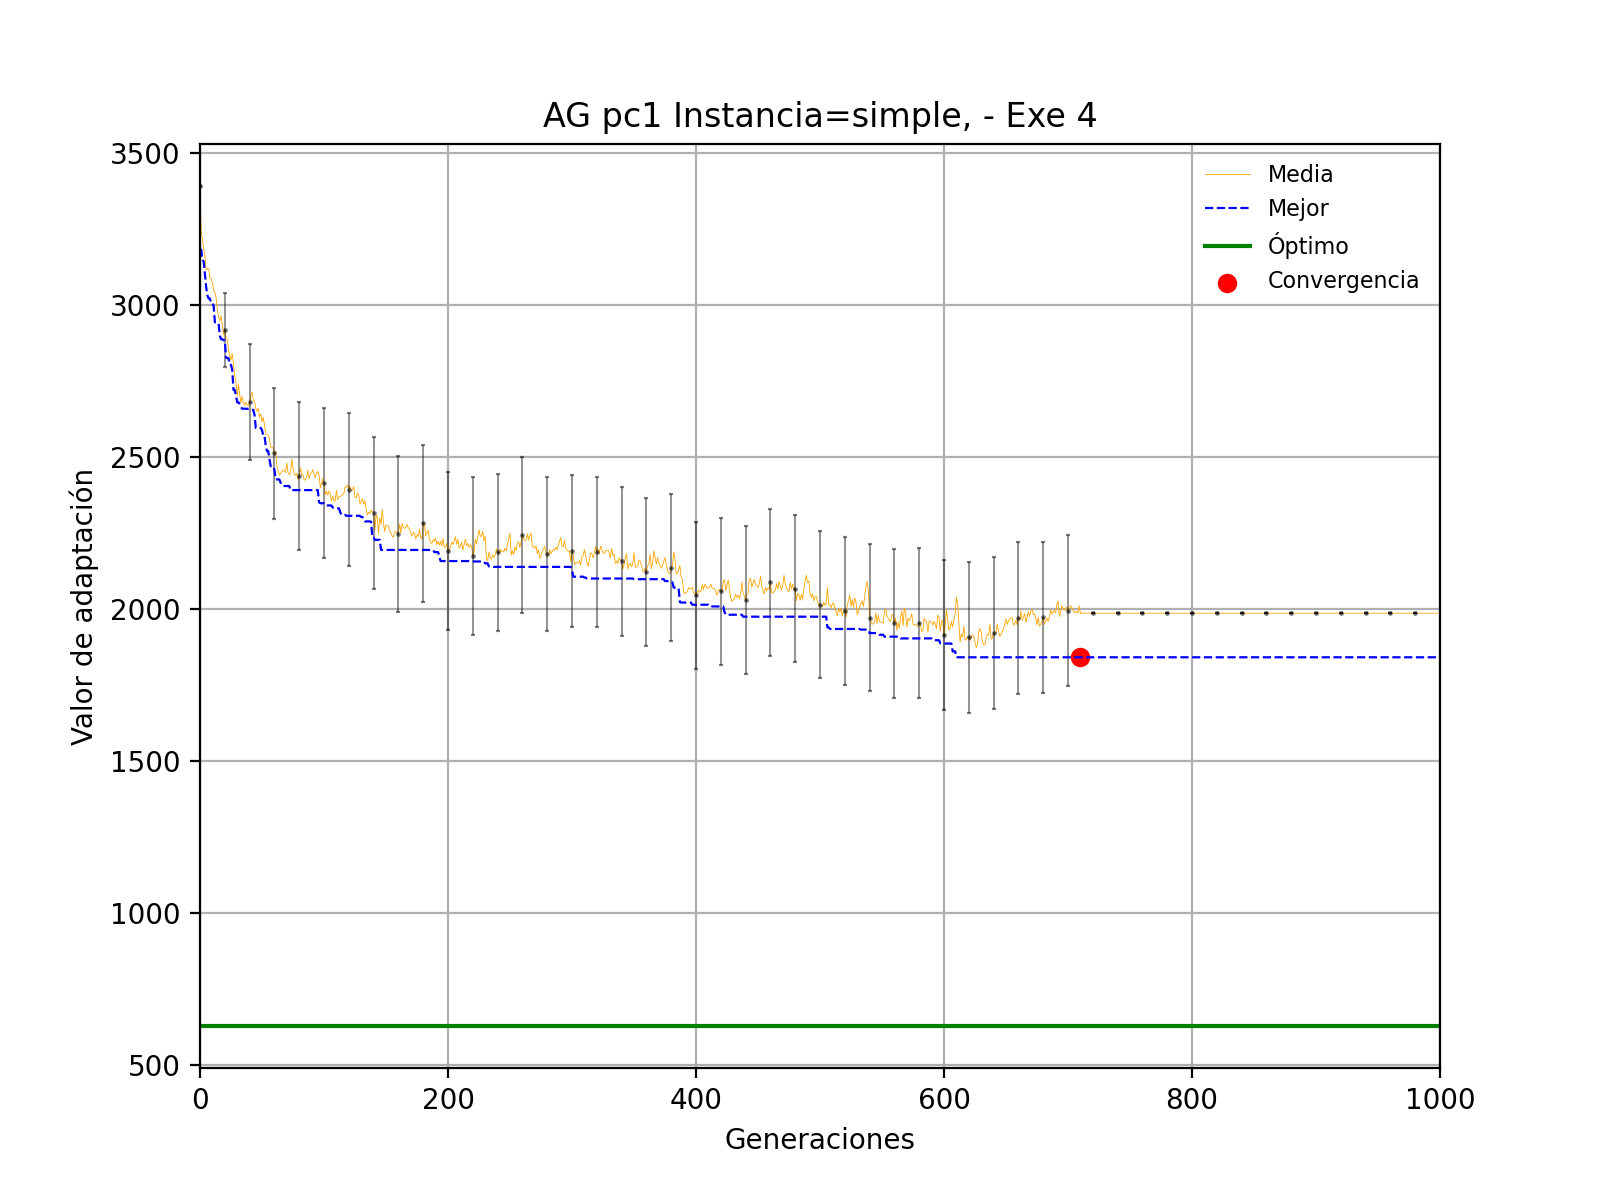 AG pc1 Instancia=simple, - Exe 4
3500
3000
2500
2000
1500
1000
500
Valor de adaptación
Media
Mejor
Óptimo
Convergencia
0 200 400 600 800 1000
Generaciones